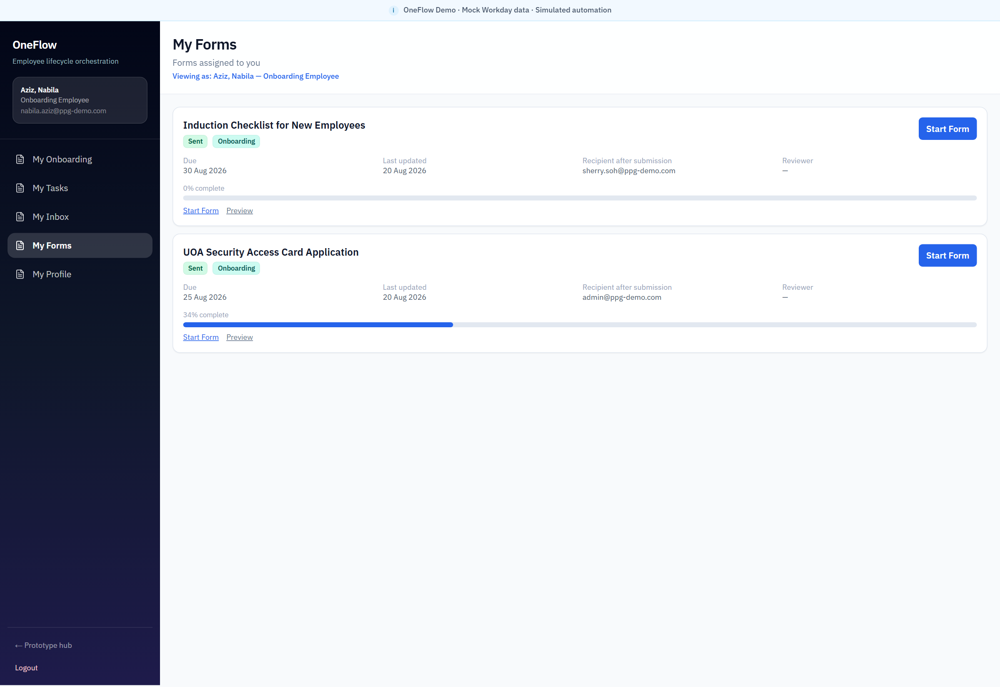 i OneFlow Demo · Mock Workday data · Simulated automation
OneFlow
Employee lifecycle orchestration
Aziz, Nabila
Onboarding Employee
nabila.aziz@ppg-demo.com
My Onboarding
My Tasks
My Inbox
My Forms
My Profile
← Prototype hub
Logout
My Forms
Forms assigned to you
Viewing as: Aziz, Nabila — Onboarding Employee
Induction Checklist for New Employees
Start Form
Sent Onboarding
Due Last updated Recipient after submission Reviewer
30 Aug 2026 20 Aug 2026 sherry.soh@ppg-demo.com —
0% complete
Start Form Preview
UOA Security Access Card Application
Start Form
Sent Onboarding
Due Last updated Recipient after submission Reviewer
25 Aug 2026 20 Aug 2026 admin@ppg-demo.com —
34% complete
Start Form Preview